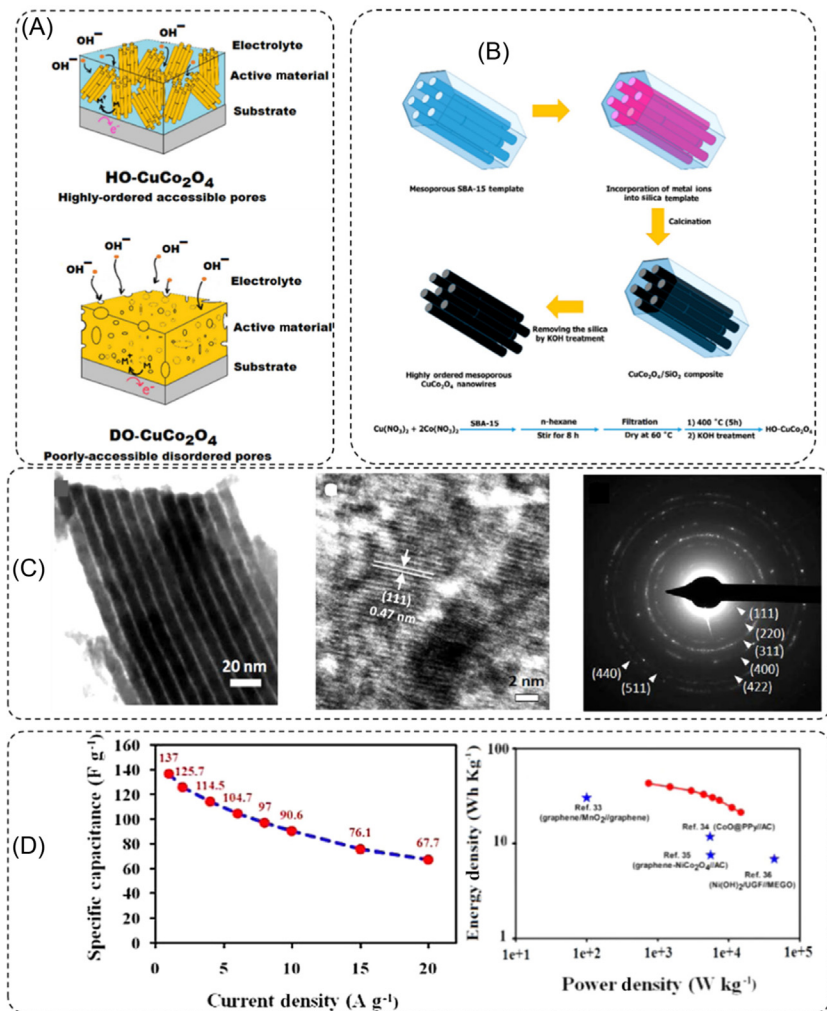 (A)
OH⁻
OH⁻
OH⁻
OH⁻
Electrolyte
Active material
Substrate
M⁺
M
e⁻
HO-CuCo₂O₄
Highly-ordered accessible pores
OH⁻
OH⁻
OH⁻
OH⁻
Electrolyte
Active material
Substrate
M⁺
M
e⁻
DO-CuCo₂O₄
Poorly-accessible disordered pores
(B)
Mesoporous SBA-15 template
Incorporation of metal ions
into silica template
Calcination
Removing the silica
by KOH treatment
Highly ordered mesoporous
CuCo₂O₄ nanowires
CuCo₂O₄/SiO₂ composite
Cu(NO₃)₂ + 2Co(NO₃)₂
SBA-15
n-hexane
Stir for 8 h
Filtration
Dry at 60 ˚C
1) 400 ˚C (5h)
2) KOH treatment
HO-CuCo₂O₄
(C)
20 nm
(111)
0.47 nm
2 nm
(111)
(220)
(311)
(400)
(422)
(511)
(440)
(D)
Specific capacitance (F g⁻¹)
160
140
120
100
80
60
40
20
0
137
125.7
114.5
104.7
97
90.6
76.1
67.7
0
5
10
15
20
Current density (A g⁻¹)
Energy density (Wh Kg⁻¹)
100
10
1
Ref. 33
(graphene/MnO₂//graphene)
Ref. 34 (CoO@PPy//AC)
Ref. 35
(graphene-NiCo₂O₄//AC)
Ref. 36
(Ni(OH)₂/UGF//MEGO)
1e+1
1e+2
1e+3
1e+4
1e+5
Power density (W kg⁻¹)